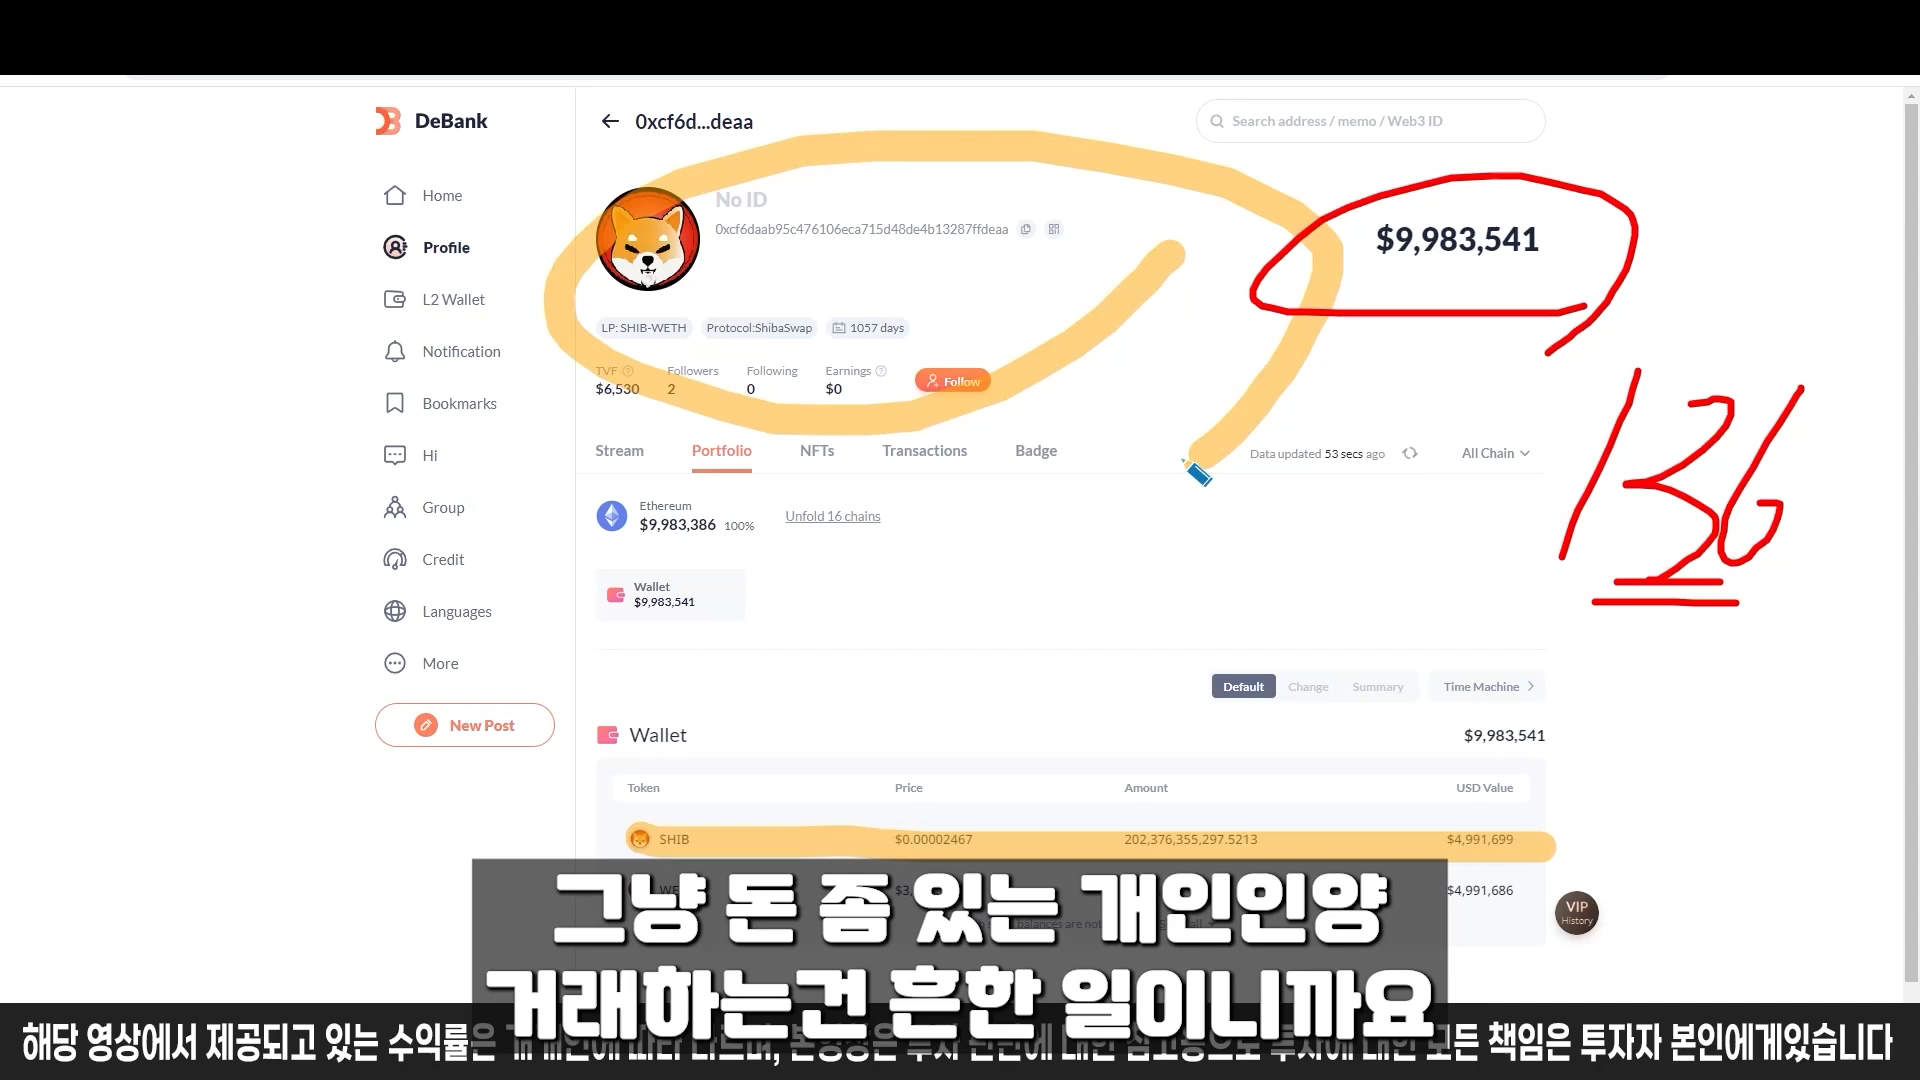 DeBank
0xcf6d...deaa
Search address / memo / Web3 ID
Home
Profile
L2 Wallet
Notification
Bookmarks
Hi
Group
Credit
Languages
More
New Post
No ID
0xcf6daab95c476106eca715d48de4b13287ffdeaa
$9,983,541
LP: SHIB-WETH Protocol:ShibaSwap 1057 days
TVF Followers Following Earnings
$6,530 2 0 $0
Follow
136
Stream Portfolio NFTs Transactions Badge
Data updated 53 secs ago All Chain
Ethereum
$9,983,386 100%
Unfold 16 chains
Wallet
$9,983,541
Default Change Summary Time Machine
Wallet $9,983,541
Token Price Amount USD Value
SHIB $0.00002467 202,376,355,297.5213 $4,991,699
$4,991,686
VIP
History
그냥 돈 좀 있는 개인인양
거래하는건 흔한 일이니까요
해당 영상에서 제공되고 있는 수익률은 책임은 투자자 본인에게있습니다